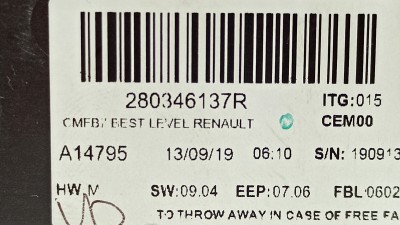 280346137R ITG:015
CMFB/ BEST LEVEL RENAULT CEM00
A14795 13/09/19 06:10 S/N: 190913
HW M SW:09.04 EEP:07.06 FBL:0602
TO THROW AWAY IN CASE OF FREE FA